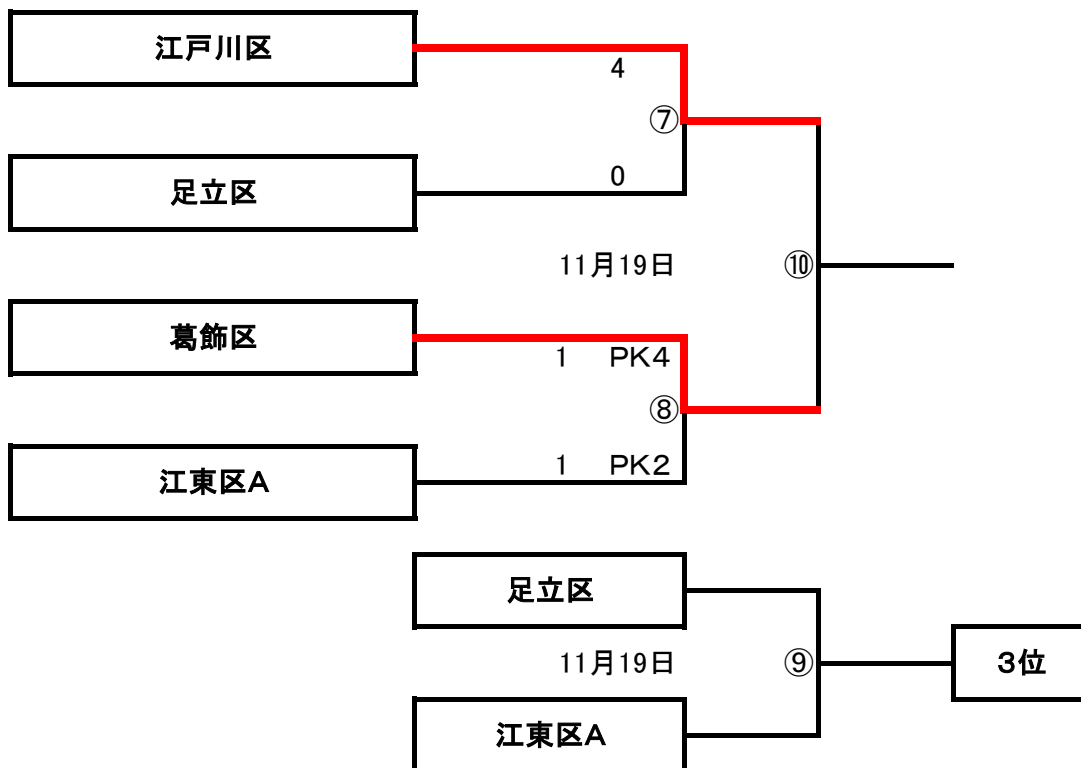 江戸川区
4
⑦
0
足立区
11月19日 ⑩
葛飾区
1 PK4
⑧
1 PK2
江東区A
足立区
11月19日 ⑨ 3位
江東区A